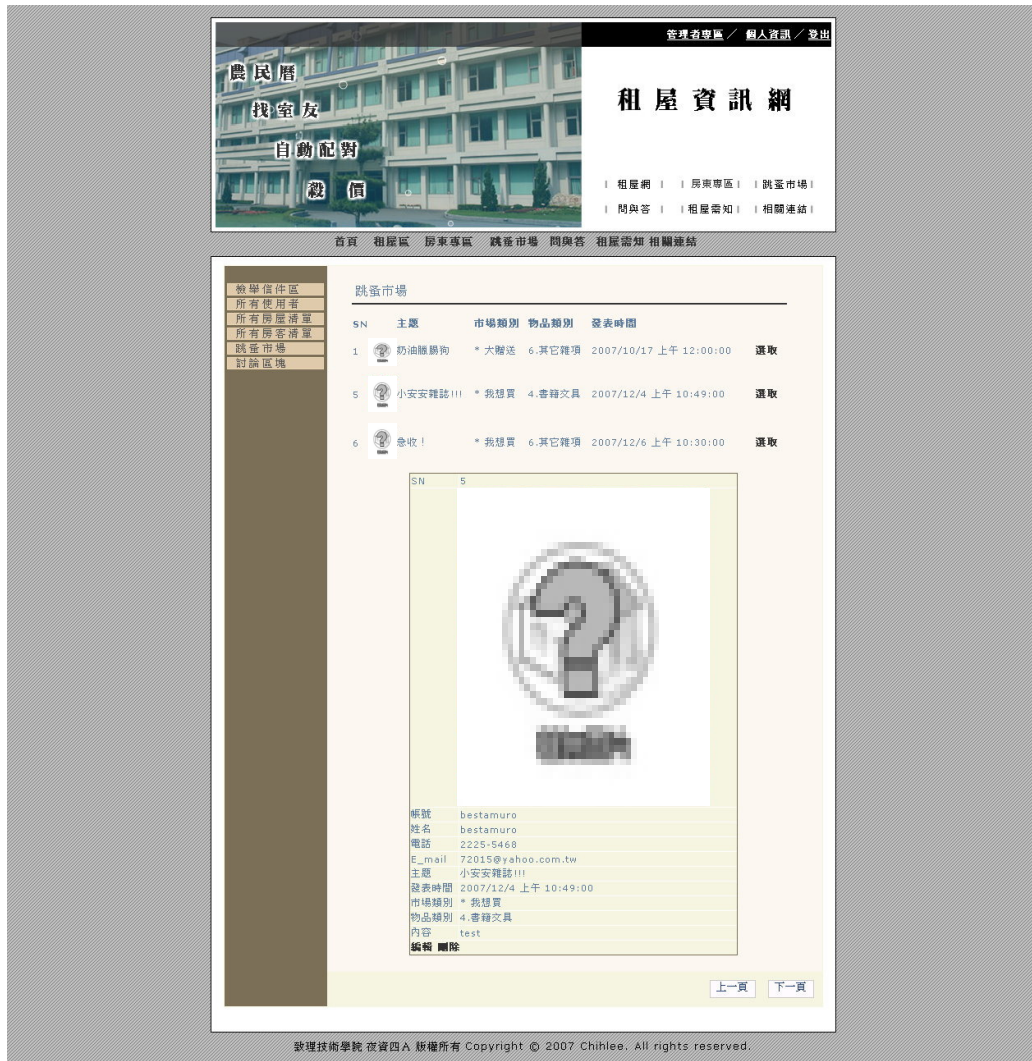 管理者專區／ 個人資訊／登出
農民曆
找室友
自動配對
殺價
租屋資訊網
| 租屋網 | | 房東專區 | | 跳蚤市場 |
| 問與答 | | 租屋需知 | | 相關連結 |
首頁 租屋區 房東專區 跳蚤市場 問與答 租屋需知 相關連結
檢舉信件區
所有使用者
所有房屋清單
所有房客清單
跳蚤市場
討論區塊
跳蚤市場
SN 主題 市場類別 物品類別 發表時間
1 奶油臘腸狗 * 大贈送 6.其它雜項 2007/10/17 上午 12:00:00 選取
5 小安安雜誌!!! * 我想買 4.書籍文具 2007/12/4 上午 10:49:00 選取
6 急收！ * 我想買 6.其它雜項 2007/12/6 上午 10:30:00 選取
SN 5
帳號 bestamuro
姓名 bestamuro
電話 2225-5468
E_mail 72015@yahoo.com.tw
主題 小安安雜誌!!!
發表時間 2007/12/4 上午 10:49:00
市場類別 * 我想買
物品類別 4.書籍文具
內容 test
編輯 刪除
上一頁 下一頁
致理技術學院 夜資四A 版權所有 Copyright © 2007 Chihlee. All rights reserved.